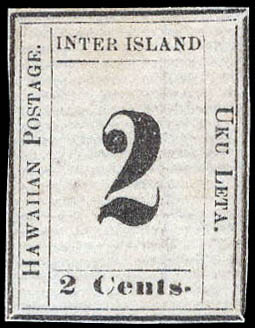 INTER ISLAND
HAWAIIAN POSTAGE.
2
UKU LETA.
2 Cents.